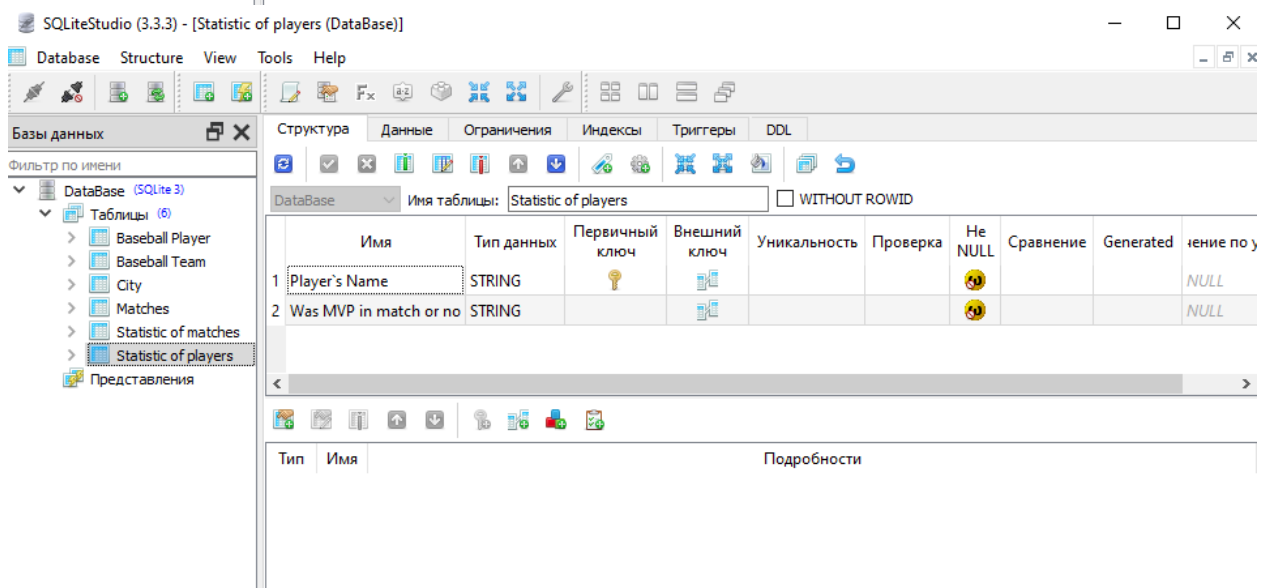 SQLiteStudio (3.3.3) - [Statistic of players (DataBase)]
Database Structure View Tools Help
Базы данных
Фильтр по имени
DataBase (SQLite 3)
Таблицы (6)
Baseball Player
Baseball Team
City
Matches
Statistic of matches
Statistic of players
Представления
Структура Данные Ограничения Индексы Триггеры DDL
DataBase Имя таблицы: Statistic of players WITHOUT ROWID
Имя Тип данных Первичный ключ Внешний ключ Уникальность Проверка Не NULL Сравнение Generated
1 Player`s Name STRING NULL
2 Was MVP in match or no STRING NULL
Тип Имя Подробности